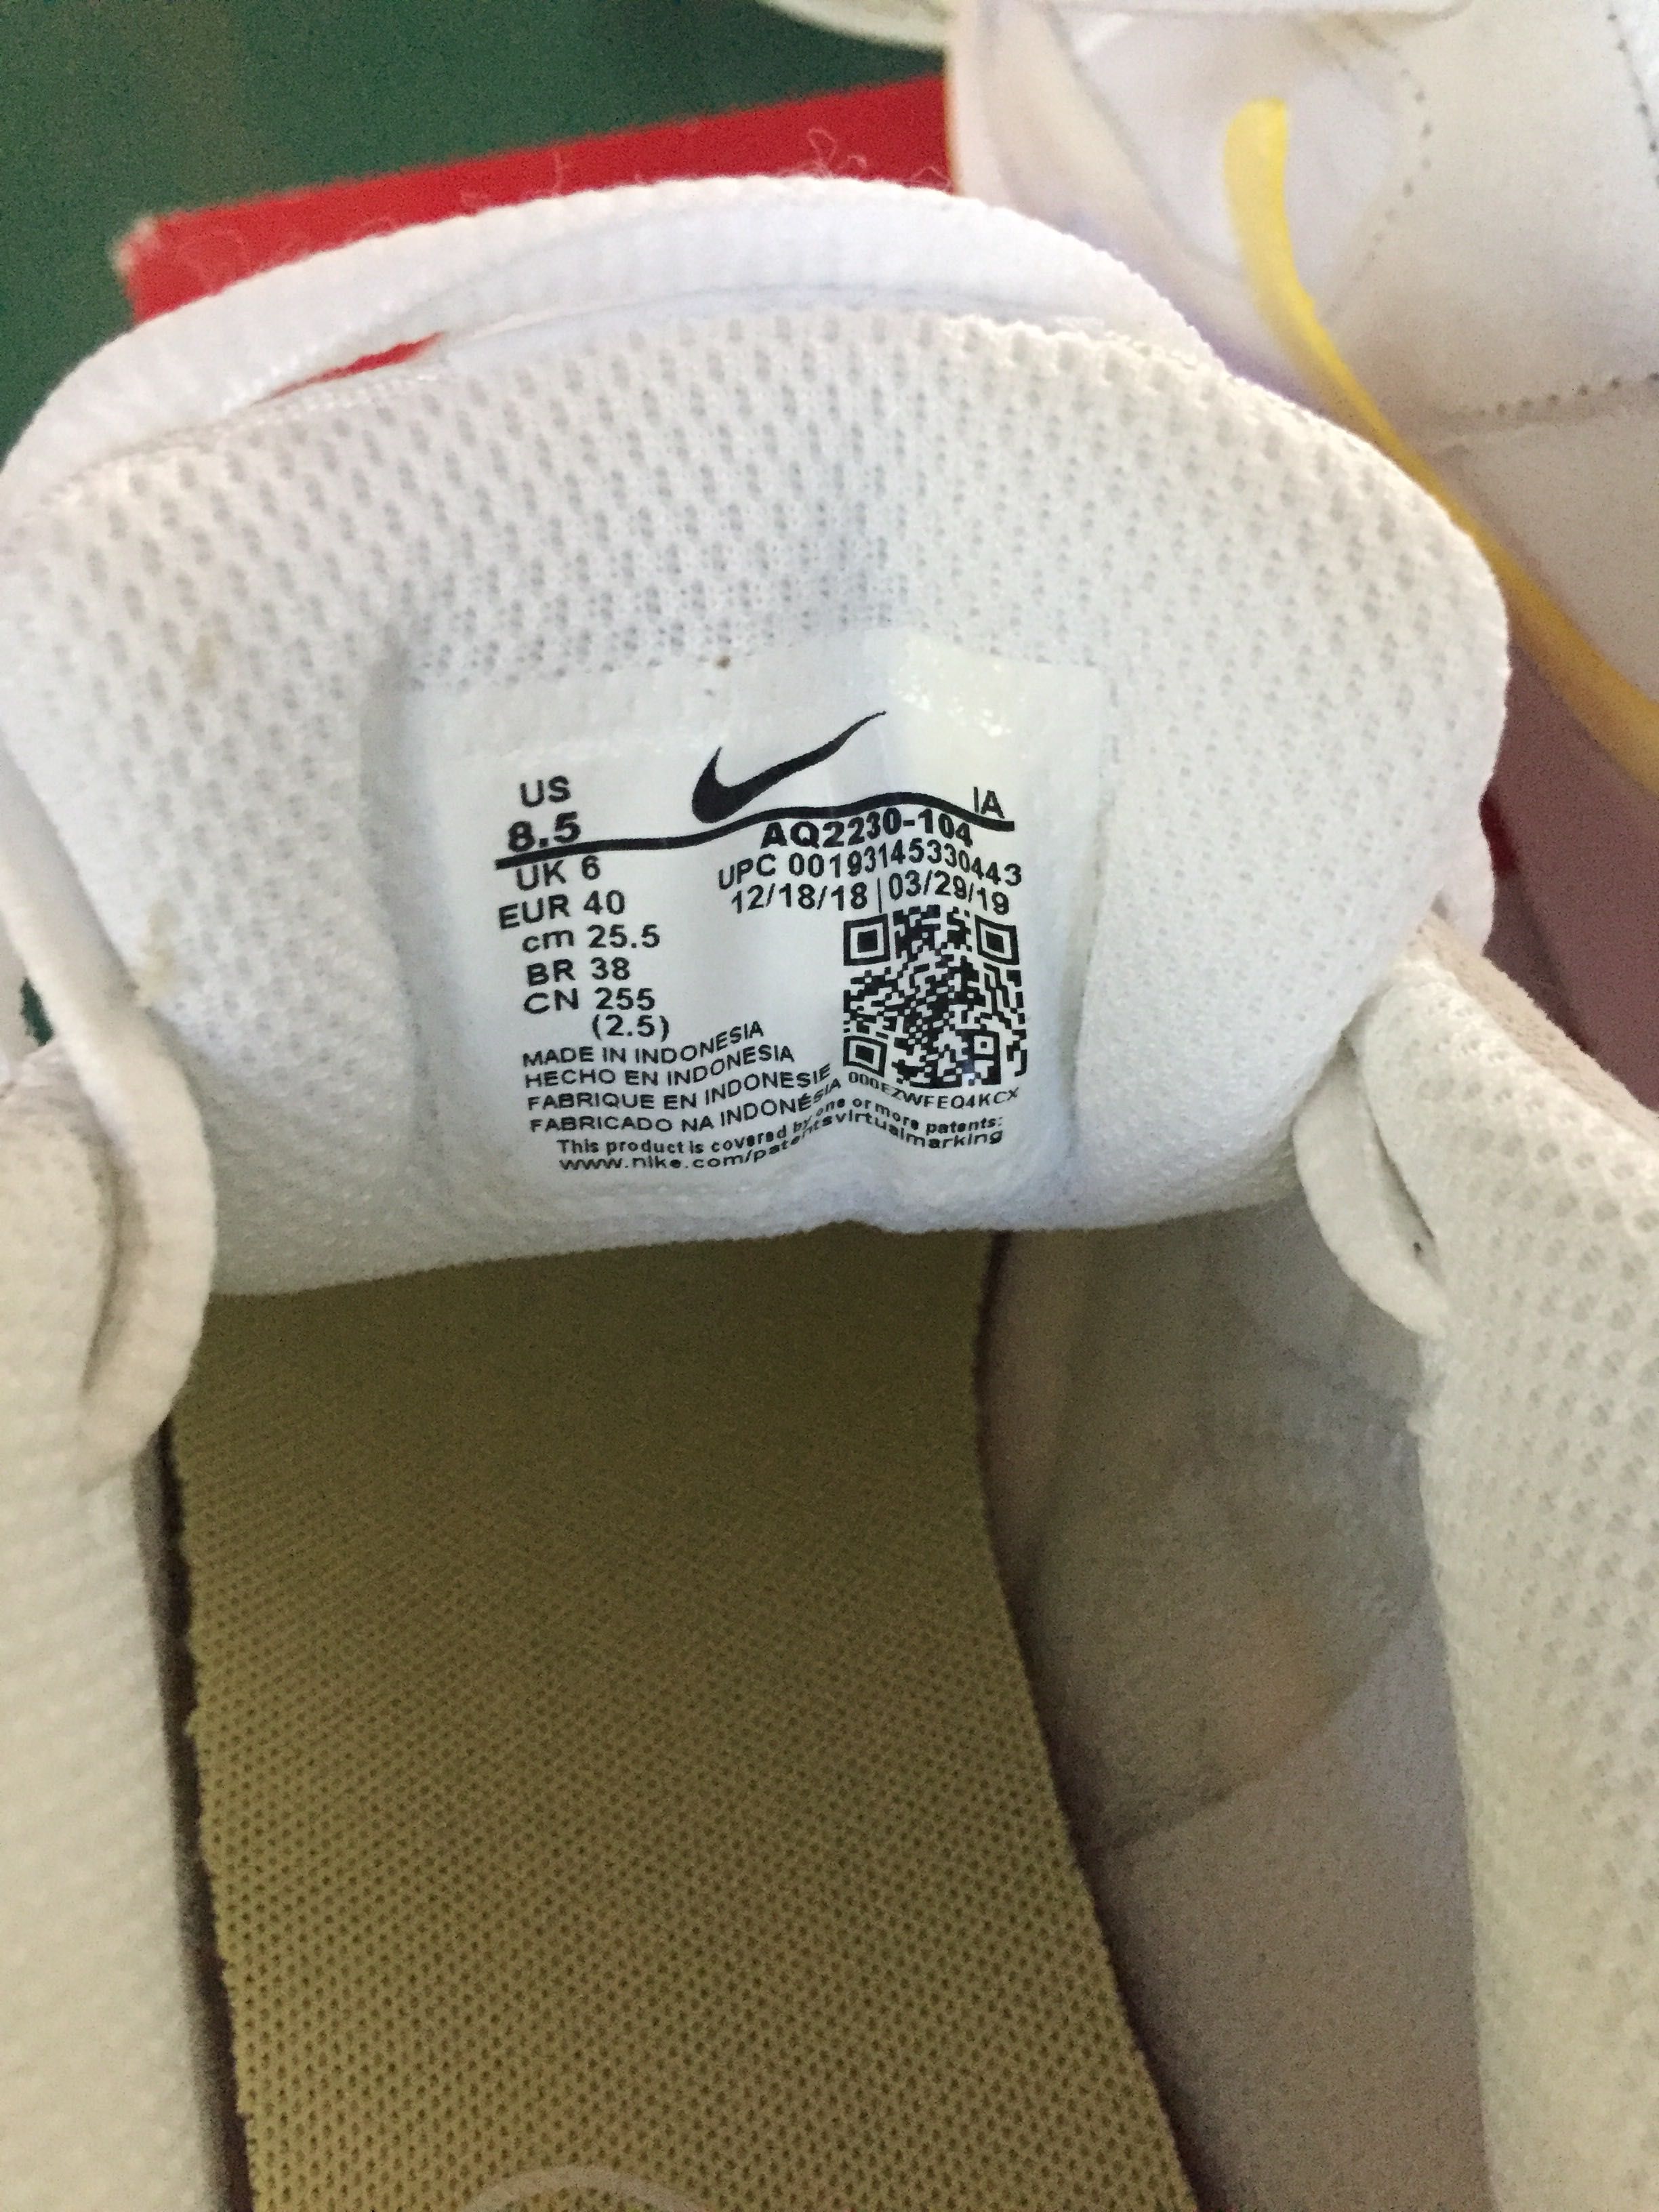 US
8.5
IA
AQ2230-104
UPC 00193145330443
12/18/18 | 03/29/19
UK 6
EUR 40
cm 25.5
BR 38
CN 255
(2.5)
MADE IN INDONESIA
HECHO EN INDONESIA
FABRIQUE EN INDONESIE
FABRICADO NA INDONÉSIA
000EZWFEQ4KCX
This product is covered by one or more patents:
www.nike.com/patentsvirtualmarking